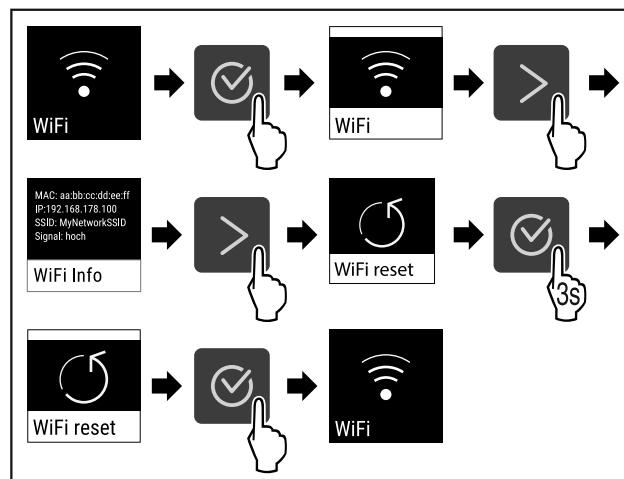 WiFi
WiFi
MAC: aa:bb:cc:dd:ee:ff
IP:192.168.178.100
SSID: MyNetworkSSID
Signal: hoch
WiFi Info
WiFi reset
3s
WiFi reset
WiFi